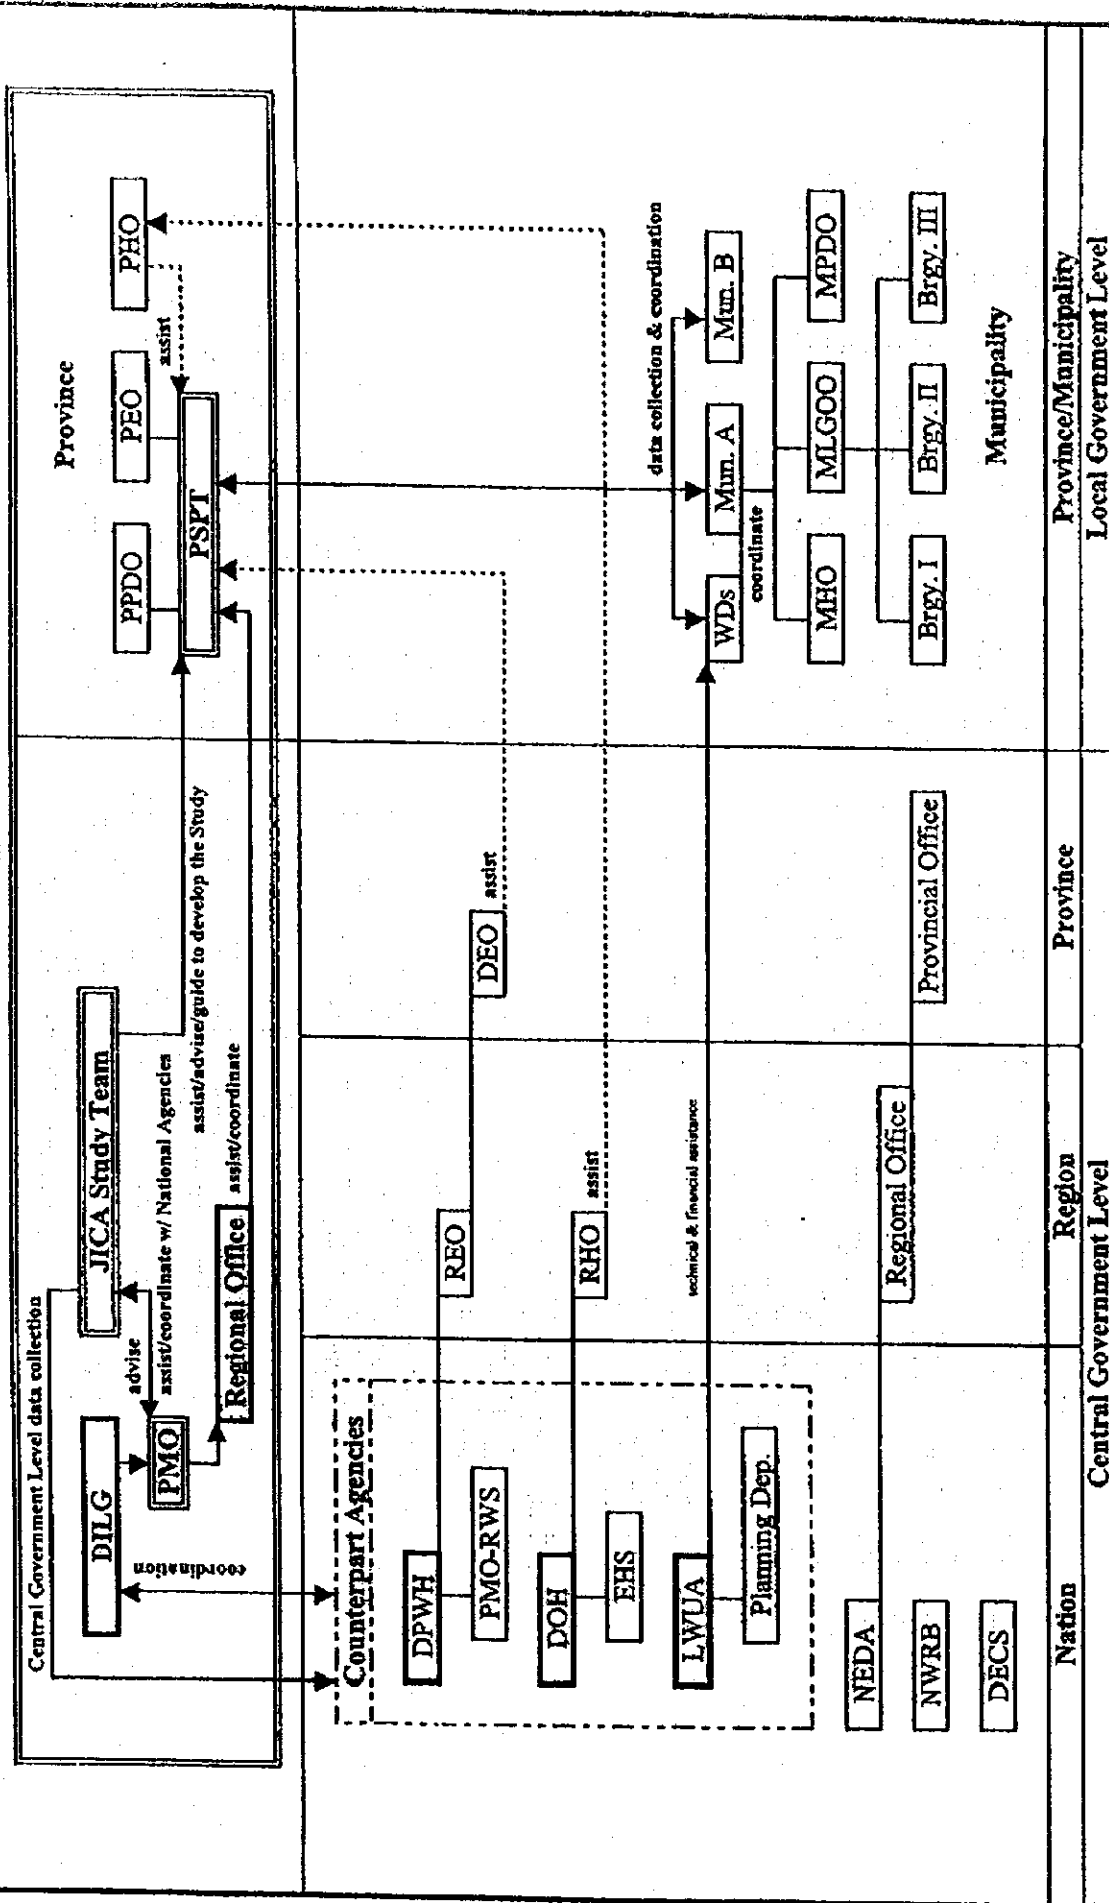 Central Government Level data collection
DILG
coordination
advise
PMO
JICA Study Team
assist/coordinate w/ National Agencies
assist/advise/guide to develop the Study
Regional Office
assist/coordinate
Province
PPDO
PEO
PHO
assist
PSPT
Counterpart Agencies
DPWH
PMO-RWS
REO
DEO
assist
DOH
EHS
RHO
assist
LWUA
Planning Dep.
technical & financial assistance
data collection & coordination
WDs
Mun. A
Mun. B
coordinate
MHO
MLGOO
MPDO
Brgy. I
Brgy. II
Brgy. III
Municipality
NEDA
Regional Office
Provincial Office
NWRB
DECS
Nation
Region
Province
Province/Municipality
Central Government Level
Local Government Level